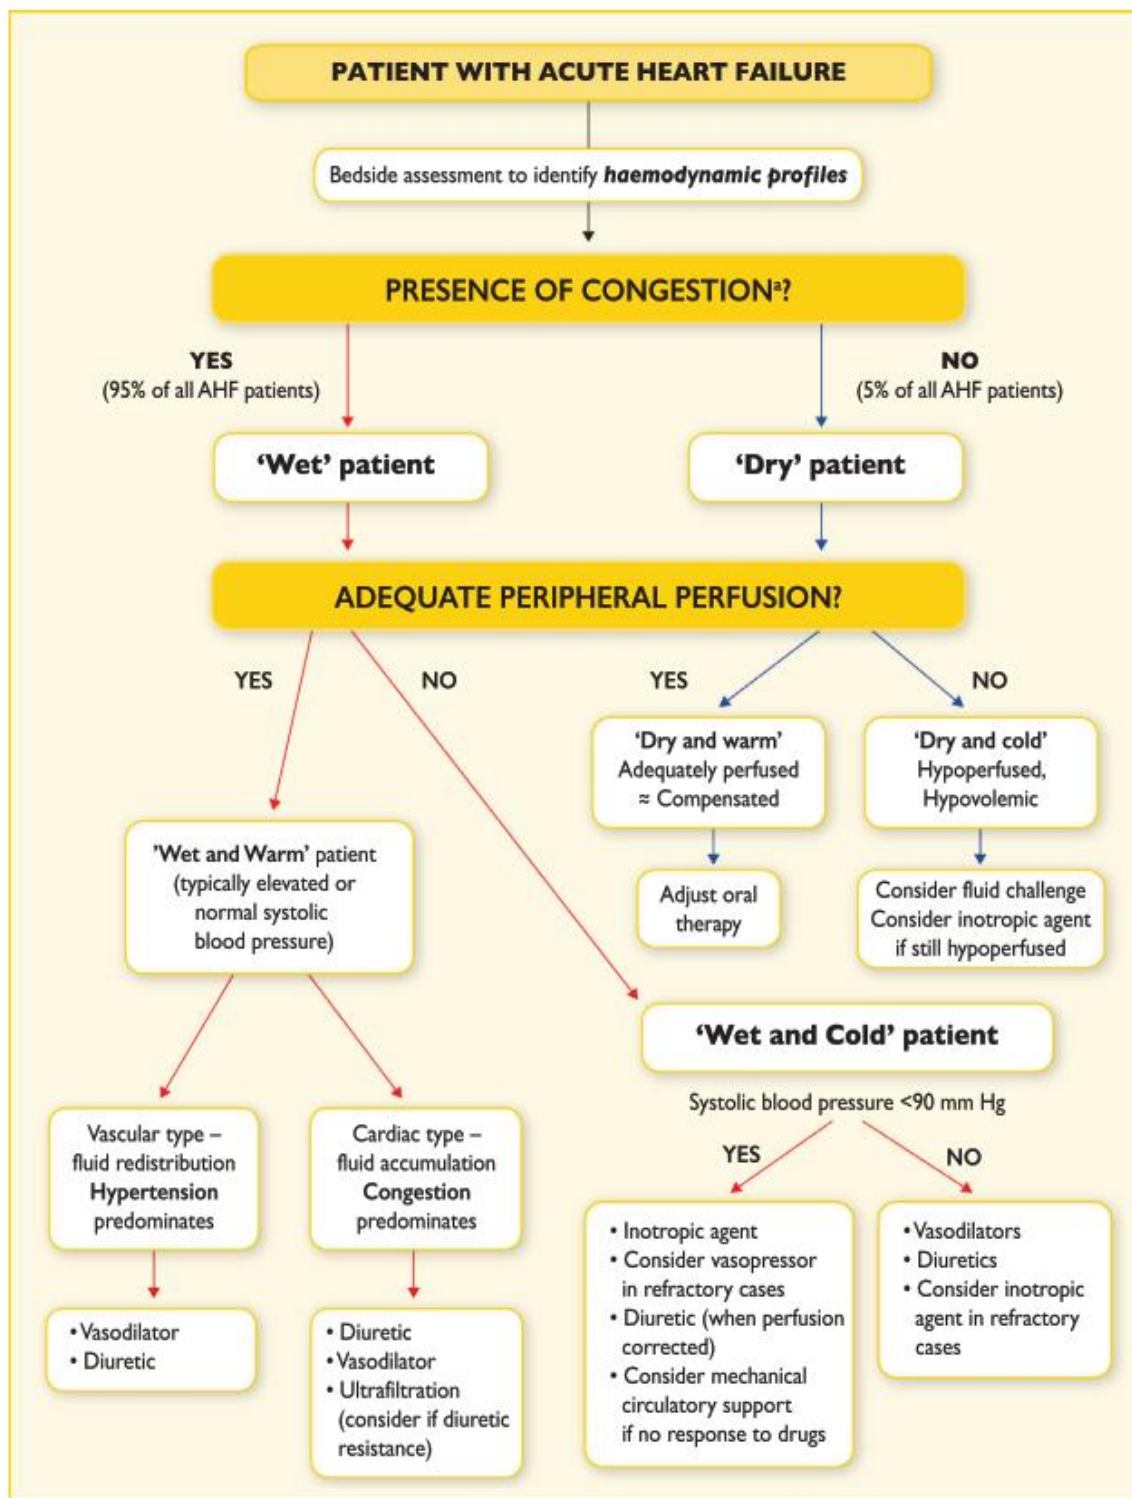 PATIENT WITH ACUTE HEART FAILURE
Bedside assessment to identify haemodynamic profiles
PRESENCE OF CONGESTIONª?
YES
(95% of all AHF patients)
NO
(5% of all AHF patients)
‘Wet’ patient
‘Dry’ patient
ADEQUATE PERIPHERAL PERFUSION?
YES
NO
YES
NO
‘Dry and warm’
Adequately perfused
≈ Compensated
‘Dry and cold’
Hypoperfused,
Hypovolemic
Adjust oral
therapy
Consider fluid challenge
Consider inotropic agent
if still hypoperfused
’Wet and Warm’ patient
(typically elevated or
normal systolic
blood pressure)
‘Wet and Cold’ patient
Systolic blood pressure <90 mm Hg
YES
NO
Vascular type –
fluid redistribution
Hypertension
predominates
Cardiac type –
fluid accumulation
Congestion
predominates
• Vasodilator
• Diuretic
• Diuretic
• Vasodilator
• Ultrafiltration
(consider if diuretic
resistance)
• Inotropic agent
• Consider vasopressor
in refractory cases
• Diuretic (when perfusion
corrected)
• Consider mechanical
circulatory support
if no response to drugs
• Vasodilators
• Diuretics
• Consider inotropic
agent in refractory
cases